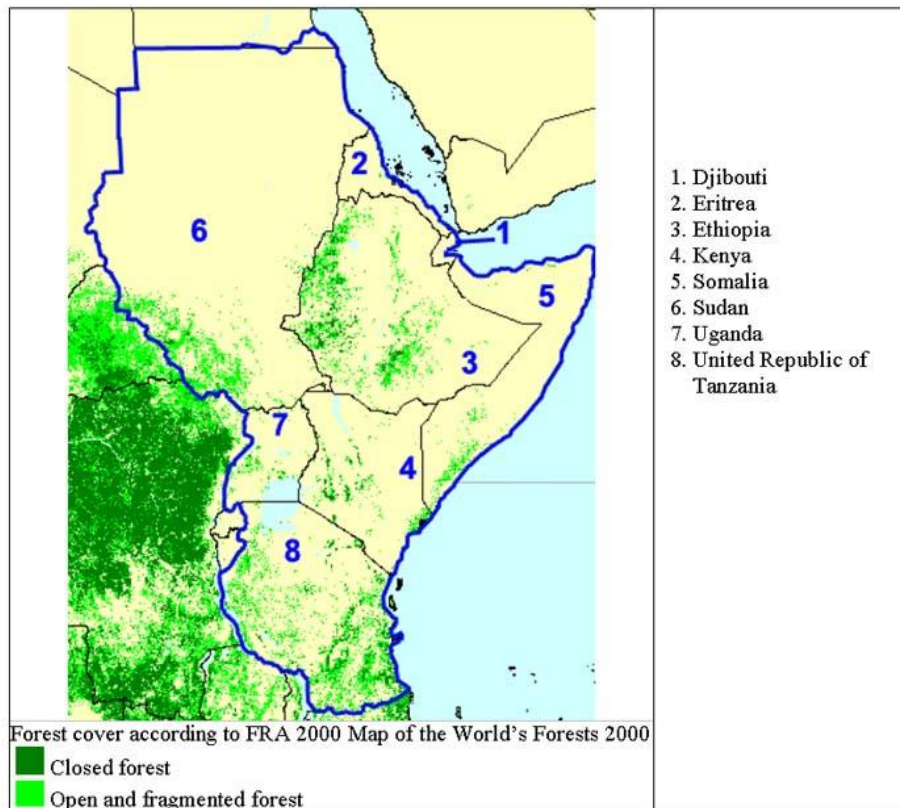 2
1
6
5
3
7
4
8
1. Djibouti
2. Eritrea
3. Ethiopia
4. Kenya
5. Somalia
6. Sudan
7. Uganda
8. United Republic of
Tanzania
Forest cover according to FRA 2000 Map of the World's Forests 2000
Closed forest
Open and fragmented forest